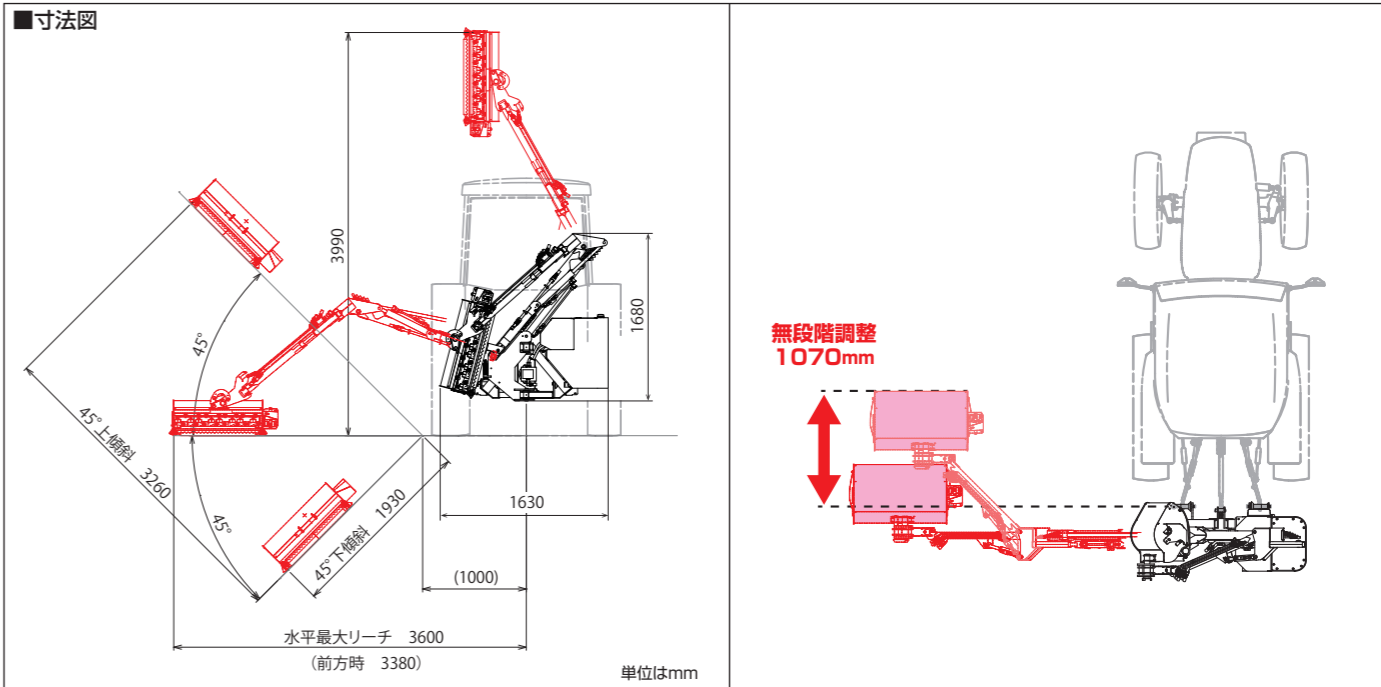 ■寸法図
3990
1680
45°
45°上傾斜 3260
45°
45°下傾斜 1930
1630
(1000)
水平最大リーチ 3600
(前方時 3380)
単位はmm
無段階調整
1070mm